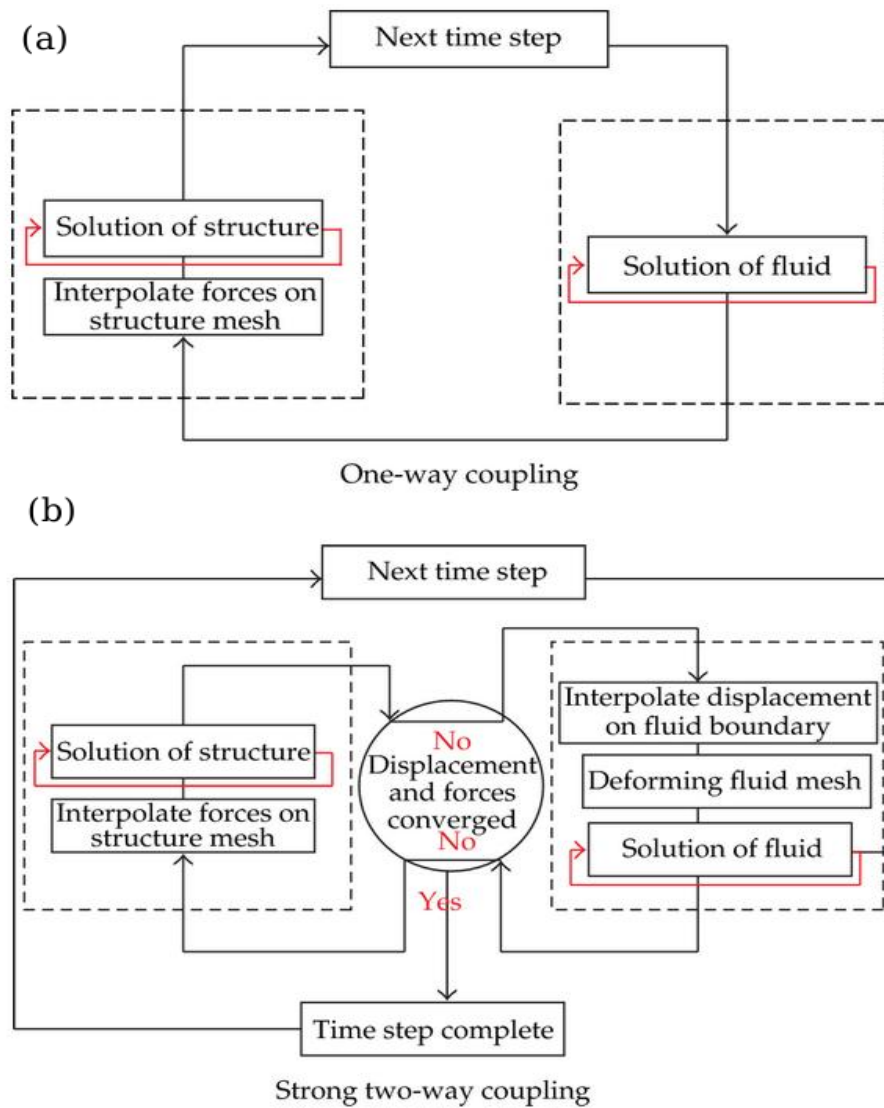 (a)
Next time step
Solution of structure
Interpolate forces on
structure mesh
Solution of fluid
One-way coupling
(b)
Next time step
Solution of structure
Interpolate forces on
structure mesh
No
Displacement
and forces
converged
No
Yes
Interpolate displacement
on fluid boundary
Deforming fluid mesh
Solution of fluid
Time step complete
Strong two-way coupling